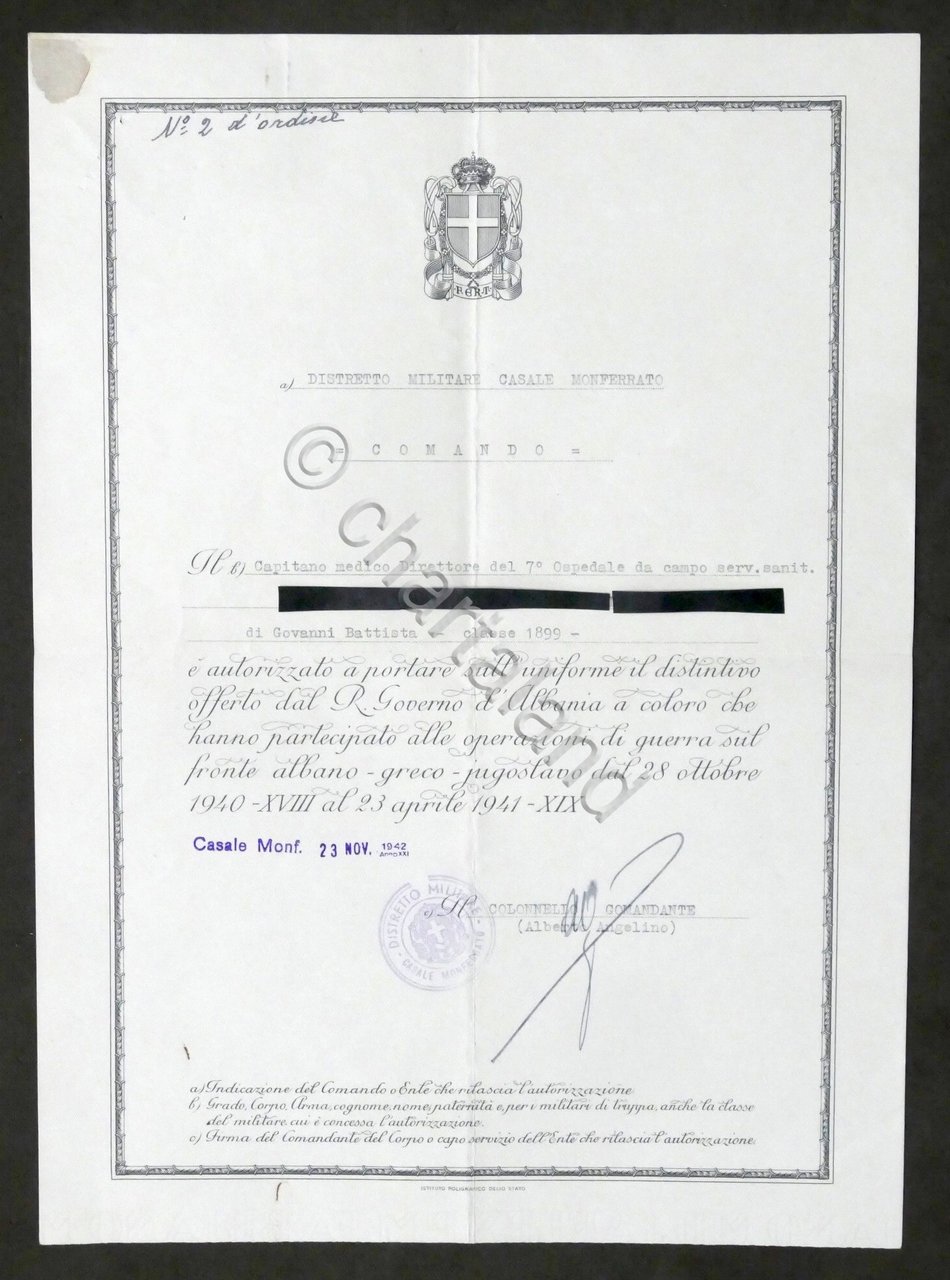 Nº 2 d'ordine
FERT
a) DISTRETTO MILITARE CASALE MONFERRATO
= COMANDO =
Il b) Capitano medico Direttore del 7° Ospedale da campo serv.sanit.
di Govanni Battista - classe 1899 -
è autorizzato a portare sull'uniforme il distintivo
offerto dal R. Governo d'Albania a coloro che
hanno partecipato alle operazioni di guerra sul
fronte albano-greco-jugoslavo dal 28 ottobre
1940-XVIII al 23 aprile 1941-XIX
Casale Monf. 23 NOV. 1942
Anno XXI
c) Il COLONNELLO COMANDANTE
(Alberto Angelino)
DISTRETTO MILITARE
- CASALE MONFERRATO -
a) Indicazione del Comando o Ente che rilascia l'autorizzazione
b) Grado, Corpo, Arma, cognome, nome, paternità e, per i militari di truppa, anche la classe
del militare cui è concessa l'autorizzazione.
c) Firma del Comandante del Corpo o capo servizio dell'Ente che rilascia l'autorizzazione.
ISTITUTO POLIGRAFICO DELLO STATO
© chartaland